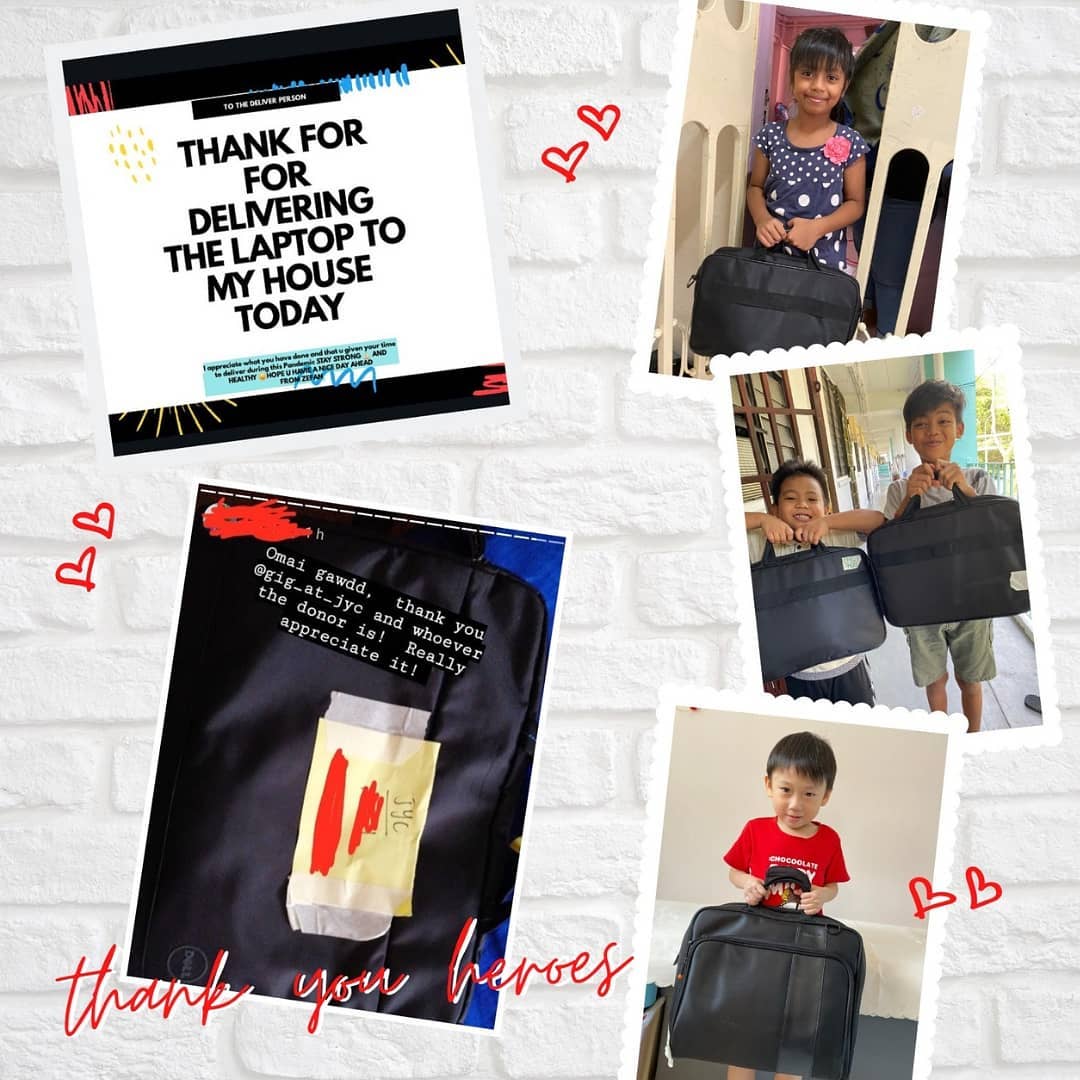 TO THE DELIVER PERSON
THANK FOR
FOR
DELIVERING
THE LAPTOP TO
MY HOUSE
TODAY
I appreciate what you have done and that u given your time
to deliver during this Pandemic STAY STRONG AND
HEALTHY HOPE U HAVE A NICE DAY AHEAD
FROM ZEFAN
h
Omai gawdd, thank you
@gig_at_jyc and whoever
the donor is! Really
appreciate it!
JYC
DELL
thank you heroes
CHOCOOLATE